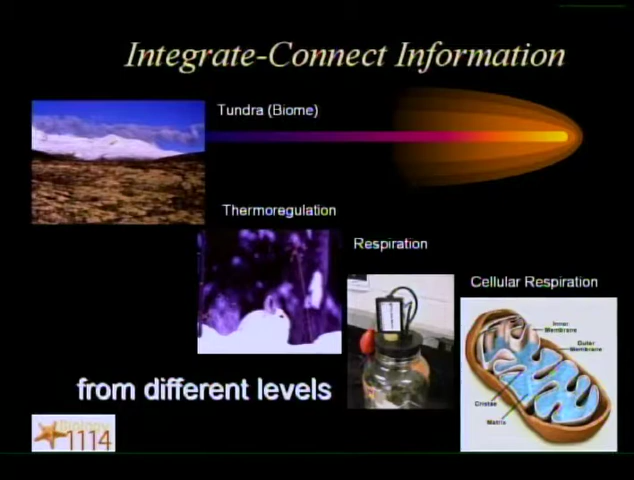 Integrate-Connect Information
Tundra (Biome)
Thermoregulation
Respiration
Cellular Respiration
Inner
Membrane
Outer
Membrane
Cristae
Matrix
from different levels
Biology
1114